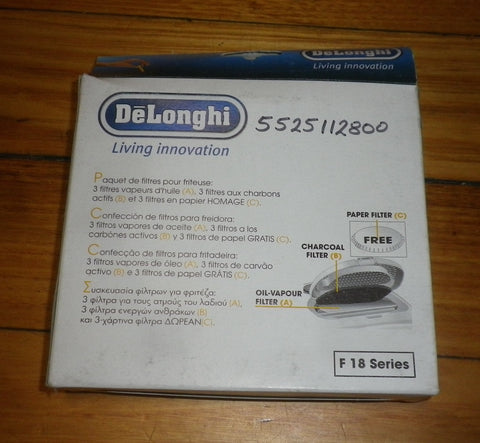 DeLonghi
Living innovation
DēLonghi
Living innovation
5525112800
Paquet de filtres pour friteuse:
3 filtres vapeurs d'huile (A), 3 filtres aux charbons
actifs (B) et 3 filtres en papier HOMAGE (C).
Confección de filtros para freidora:
3 filtros vapores de aceite (A), 3 filtros a los
carbónes activos (B) y 3 filtros de papel GRATIS (C).
Confecção de filtros para fritadeira:
3 filtros vapores de óleo (A), 3 filtros de carvão
activo (B) e 3 filtros de papel GRÁTIS (C).
Συσκευασία φίλτρων για φριτέζα:
3 φίλτρα για τους ατμούς του λαδιού (A),
3 φίλτρα ενεργών ανθράκων (B)
και 3 χάρτινα φίλτρα ΔΩΡΕΑΝ (C).
PAPER FILTER (C)
FREE
CHARCOAL
FILTER (B)
OIL-VAPOUR
FILTER (A)
F 18 Series